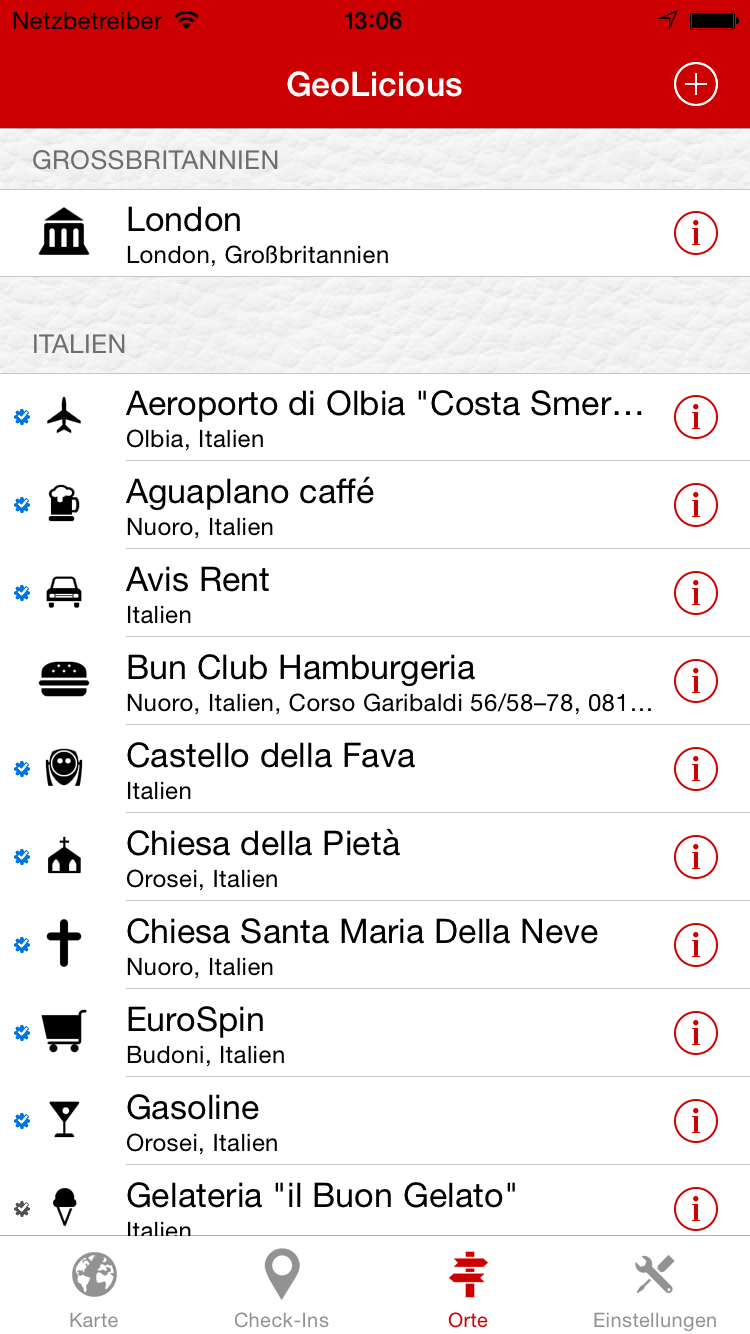 Netzbetreiber 13:06
GeoLicious
GROSSBRITANNIEN
London
London, Großbritannien
ITALIEN
Aeroporto di Olbia "Costa Smer...
Olbia, Italien
Aguaplano caffé
Nuoro, Italien
Avis Rent
Italien
Bun Club Hamburgeria
Nuoro, Italien, Corso Garibaldi 56/58–78, 081...
Castello della Fava
Italien
Chiesa della Pietà
Orosei, Italien
Chiesa Santa Maria Della Neve
Nuoro, Italien
EuroSpin
Budoni, Italien
Gasoline
Orosei, Italien
Gelateria "il Buon Gelato"
Italien
Karte Check-Ins Orte Einstellungen